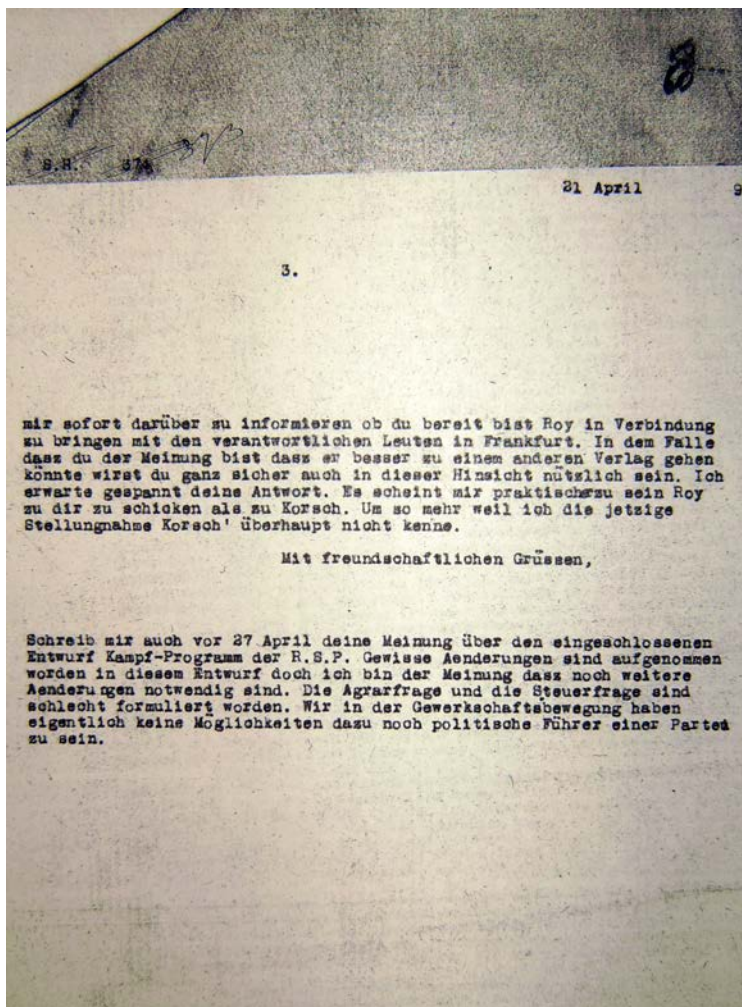 S.H. 374 393
21 April 9
3.
mir sofort darüber zu informieren ob du bereit bist Roy in Verbindung
zu bringen mit den verantwortlichen Leuten in Frankfurt. In dem Falle
dasz du der Meinung bist dasz er besser zu einem anderen Verlag gehen
könnte wirst du ganz sicher auch in dieser Hinsicht nützlich sein. Ich
erwarte gespannt deine Antwort. Es scheint mir praktischerzu sein Roy
zu dir zu schicken als zu Korsch. Um so mehr weil ich die jetzige
Stellungnahme Korsch' überhaupt nicht kenne.
Mit freundschaftlichen Grüssen,
Schreib mir auch vor 27 April deine Meinung über den eingeschlossenen
Entwurf Kampf-Programm der R.S.P. Gewisse Aenderungen sind aufgenommen
worden in diesem Entwurf doch ich bin der Meinung dasz noch weitere
Aenderungen notwendig sind. Die Agrarfrage und die Steuerfrage sind
schlecht formuliert worden. Wir in der Gewerkschaftsbewegung haben
eigentlich keine Möglichkeiten dazu noch politische Führer einer Partei
zu sein.